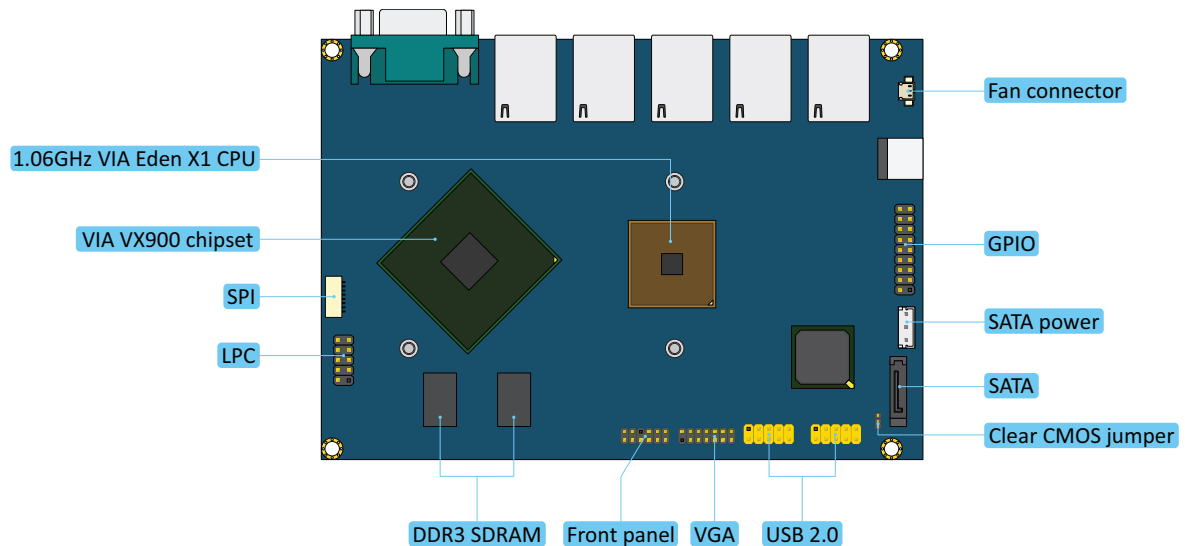 Fan connector
1.06GHz VIA Eden X1 CPU
VIA VX900 chipset
GPIO
SPI
SATA power
LPC
SATA
Clear CMOS jumper
DDR3 SDRAM
Front panel
VGA
USB 2.0